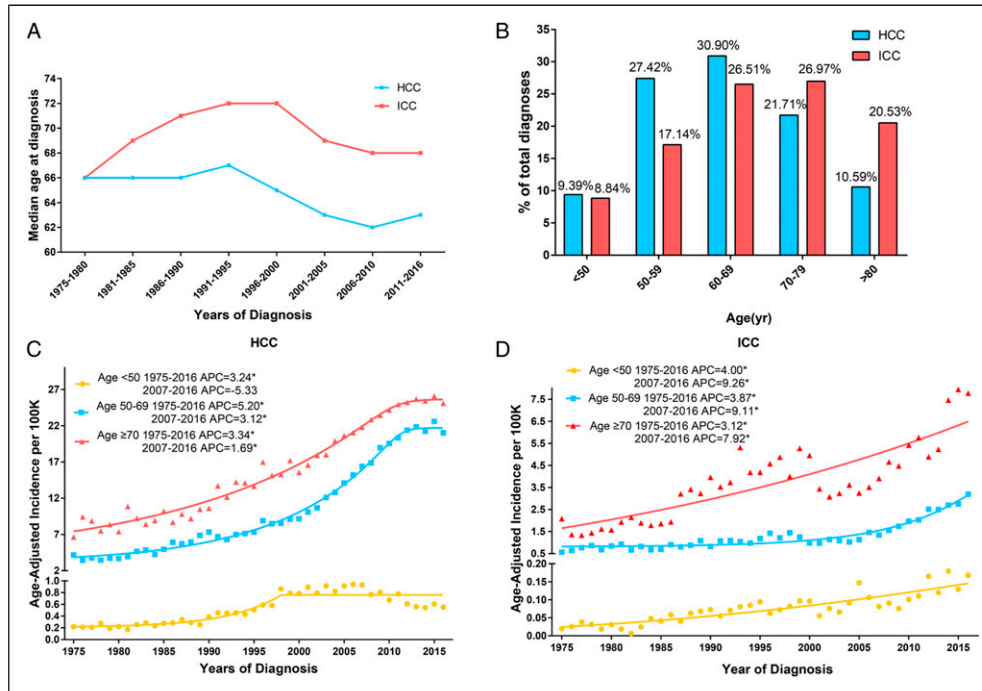 A
Median age at diagnosis
74
72
70
68
66
64
62
60
HCC
ICC
1975-1980
1981-1985
1986-1990
1991-1995
1996-2000
2001-2005
2006-2010
2011-2016
Years of Diagnosis
B
% of total diagnoses
35
30
25
20
15
10
5
0
HCC
ICC
9.39%
8.84%
27.42%
17.14%
30.90%
26.51%
21.71%
26.97%
10.59%
20.53%
<50
50-59
60-69
70-79
>80
Age(yr)
C
HCC
Age <50 1975-2016 APC=3.24*
2007-2016 APC=-5.33
Age 50-69 1975-2016 APC=5.20*
2007-2016 APC=3.12*
Age ≥70 1975-2016 APC=3.34*
2007-2016 APC=1.69*
Age-Adjusted Incidence per 100K
27
22
17
12
7
2
1.0
0.8
0.6
0.4
0.2
0.0
1975 1980 1985 1990 1995 2000 2005 2010 2015
Years of Diagnosis
D
ICC
Age <50 1975-2016 APC=4.00*
2007-2016 APC=9.26*
Age 50-69 1975-2016 APC=3.87*
2007-2016 APC=9.11*
Age ≥70 1975-2016 APC=3.12*
2007-2016 APC=7.92*
Age-Adjusted Incidence per 100K
7.5
6.5
5.5
4.5
3.5
2.5
1.5
0.5
0.20
0.15
0.10
0.05
0.00
1975 1980 1985 1990 1995 2000 2005 2010 2015
Year of Diagnosis